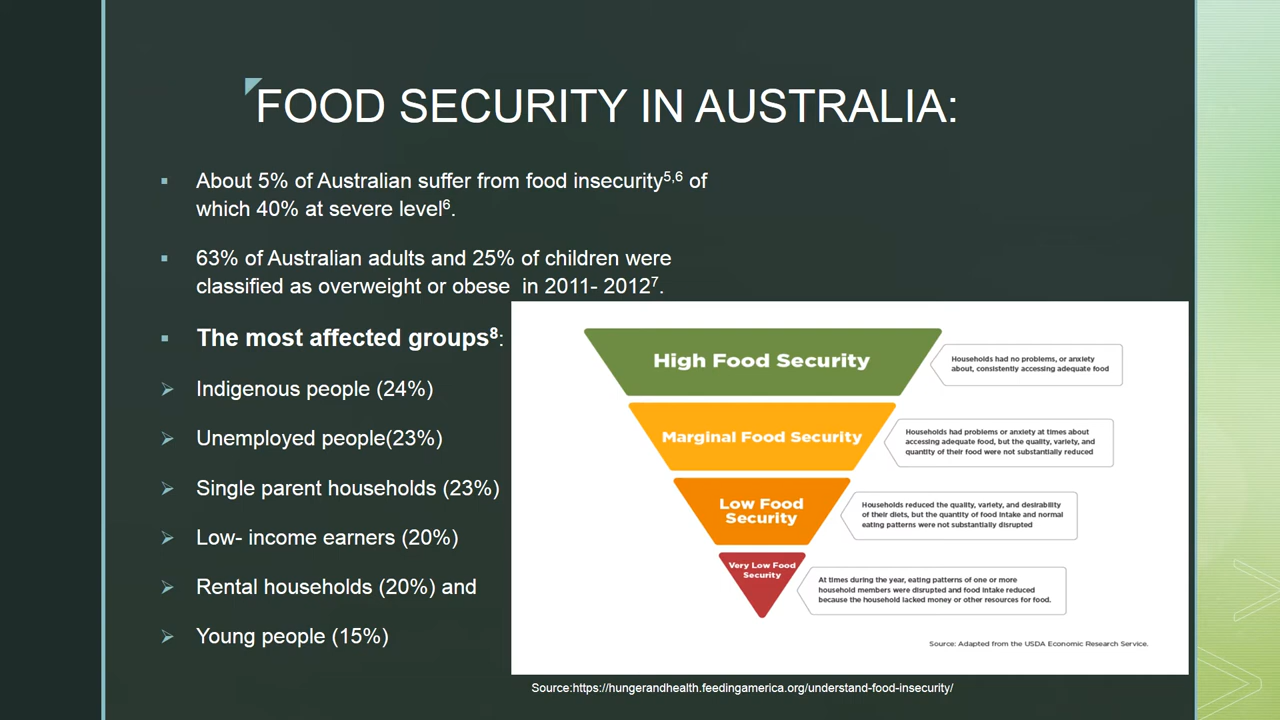 FOOD SECURITY IN AUSTRALIA:
▪ About 5% of Australian suffer from food insecurity⁵,⁶ of
which 40% at severe level⁶.
▪ 63% of Australian adults and 25% of children were
classified as overweight or obese  in 2011- 2012⁷.
▪ The most affected groups⁸:
➢ Indigenous people (24%)
➢ Unemployed people(23%)
➢ Single parent households (23%)
➢ Low- income earners (20%)
➢ Rental households (20%) and
➢ Young people (15%)
High Food Security
Households had no problems, or anxiety
about, consistently accessing adequate food
Marginal Food Security
Households had problems or anxiety at times about
accessing adequate food, but the quality, variety, and
quantity of their food were not substantially reduced
Low Food
Security
Households reduced the quality, variety, and desirability
of their diets, but the quantity of food intake and normal
eating patterns were not substantially disrupted
Very Low Food
Security
At times during the year, eating patterns of one or more
household members were disrupted and food intake reduced
because the household lacked money or other resources for food.
Source: Adapted from the USDA Economic Research Service.
Source:https://hungerandhealth.feedingamerica.org/understand-food-insecurity/